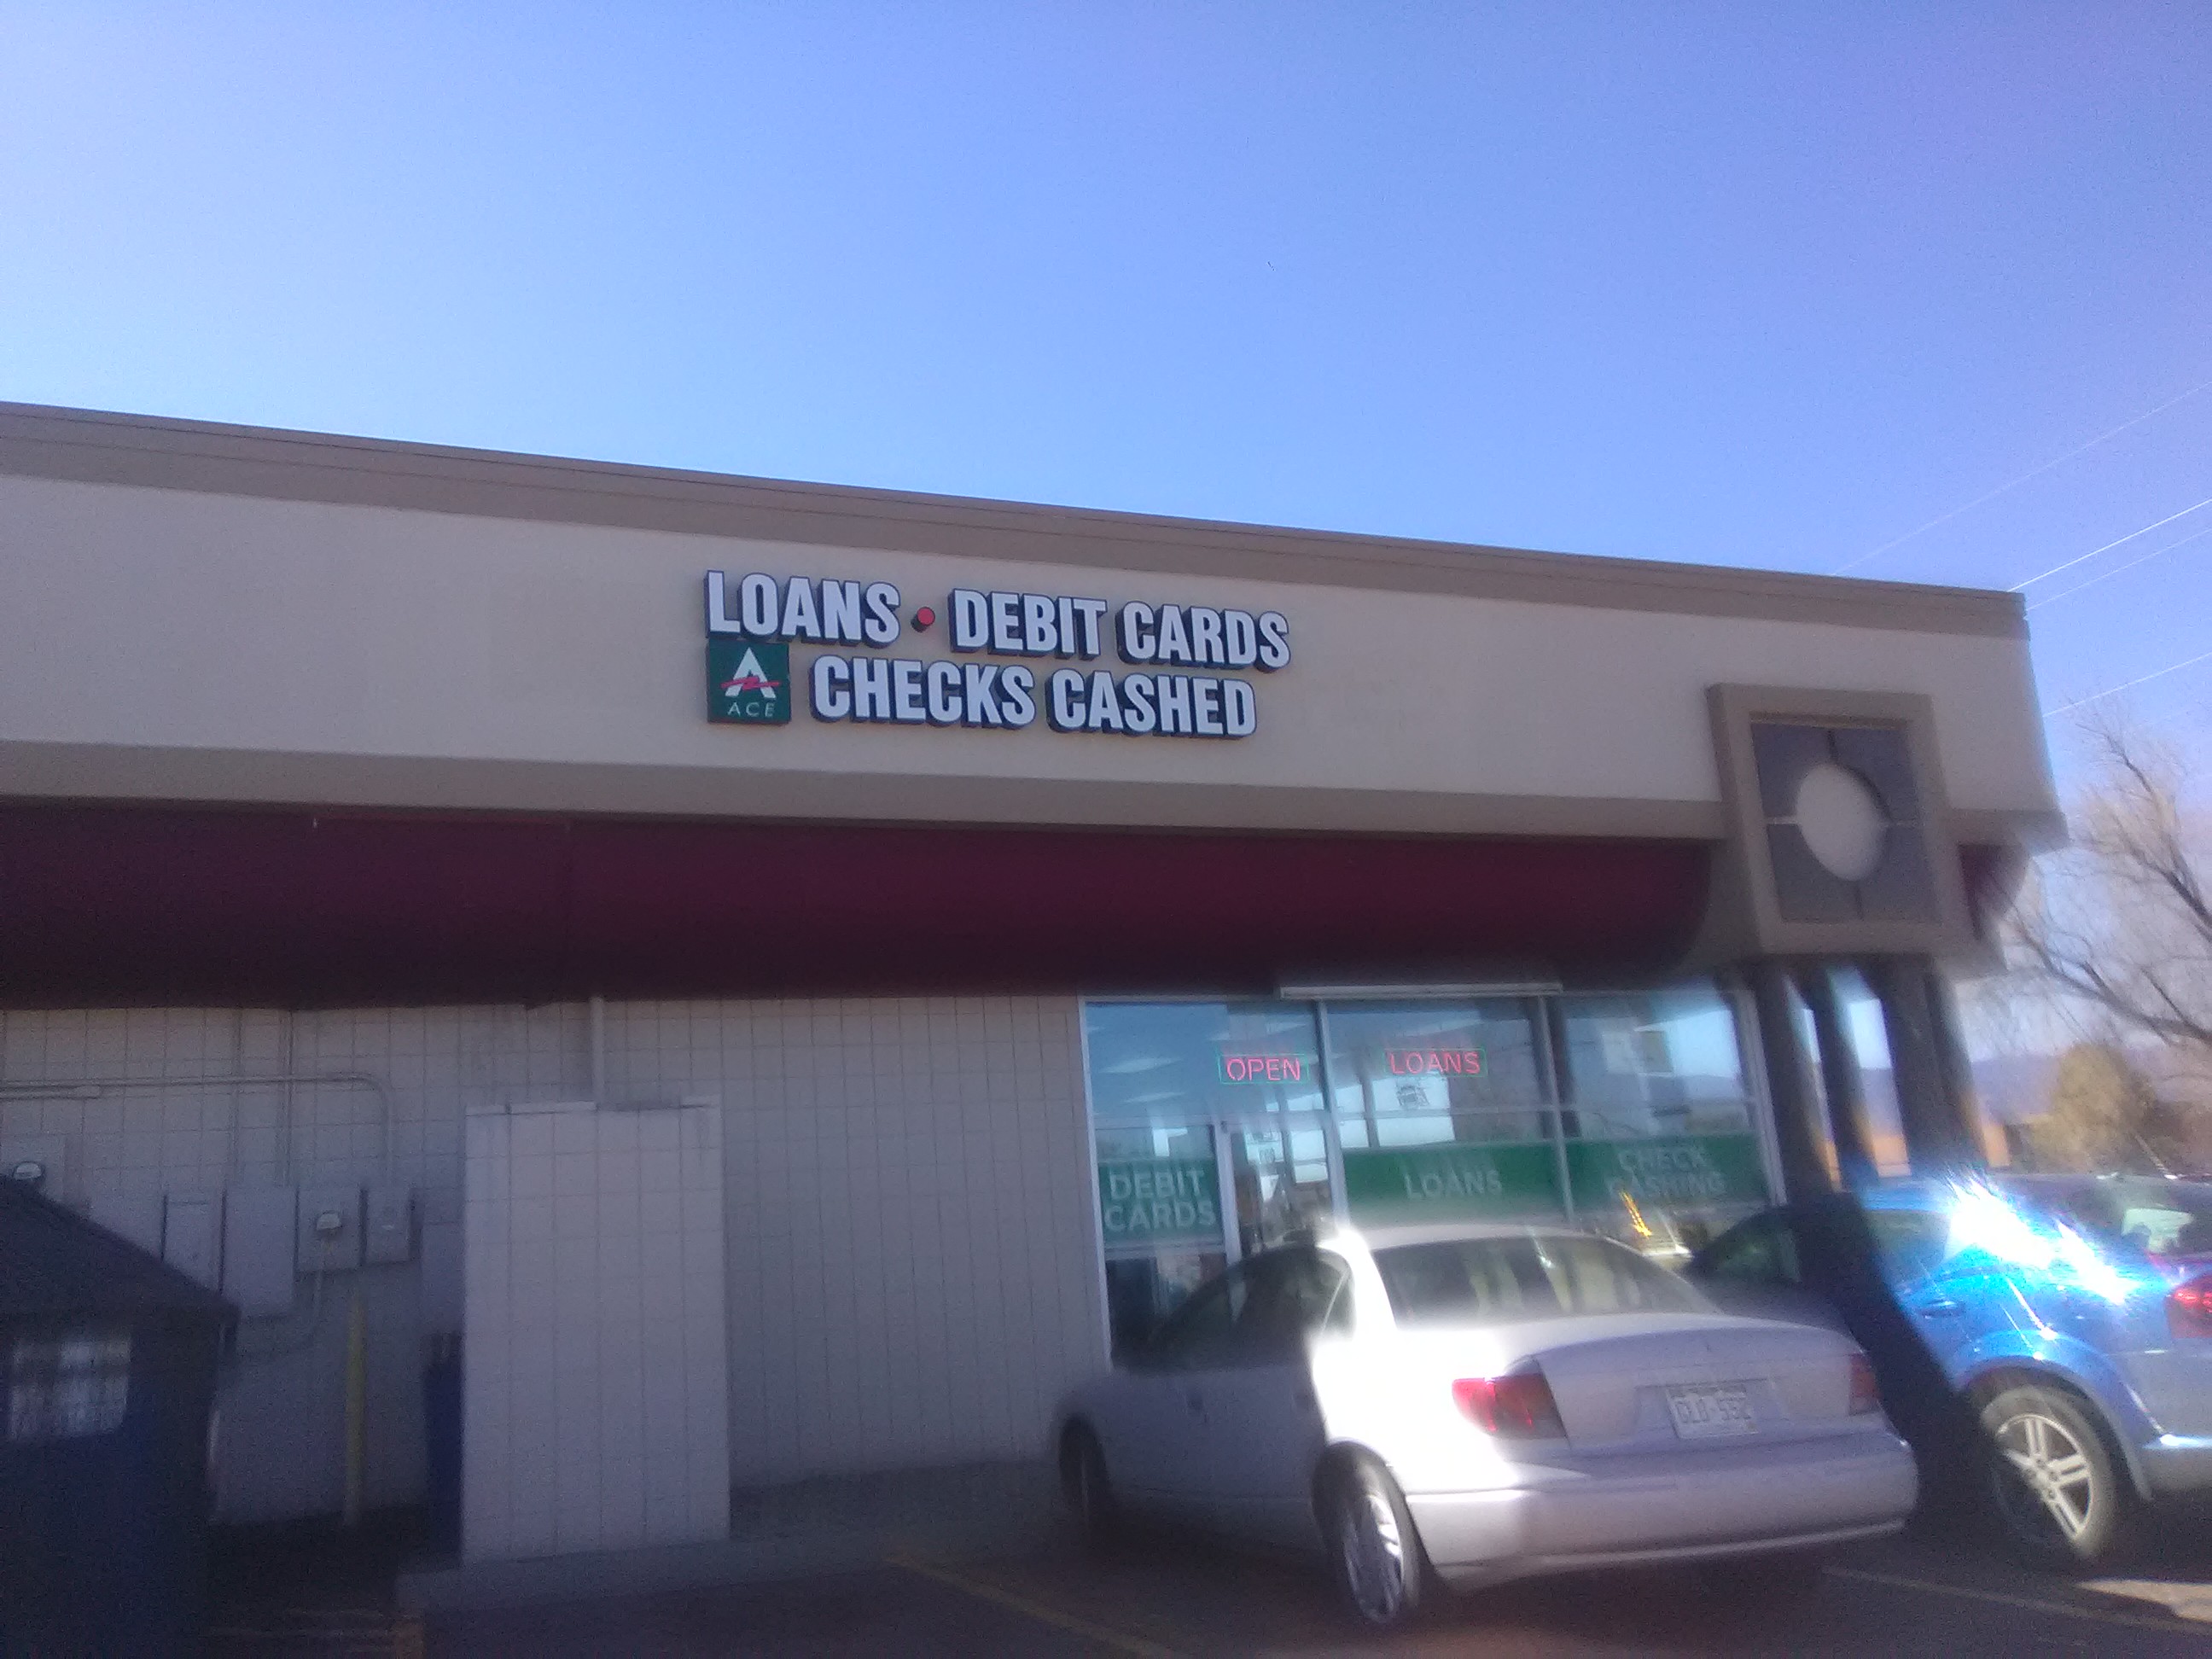 LOANS • DEBIT CARDS
A
ACE
CHECKS CASHED
OPEN
LOANS
DEBIT
CARDS
LOANS
CHECK
CASHING